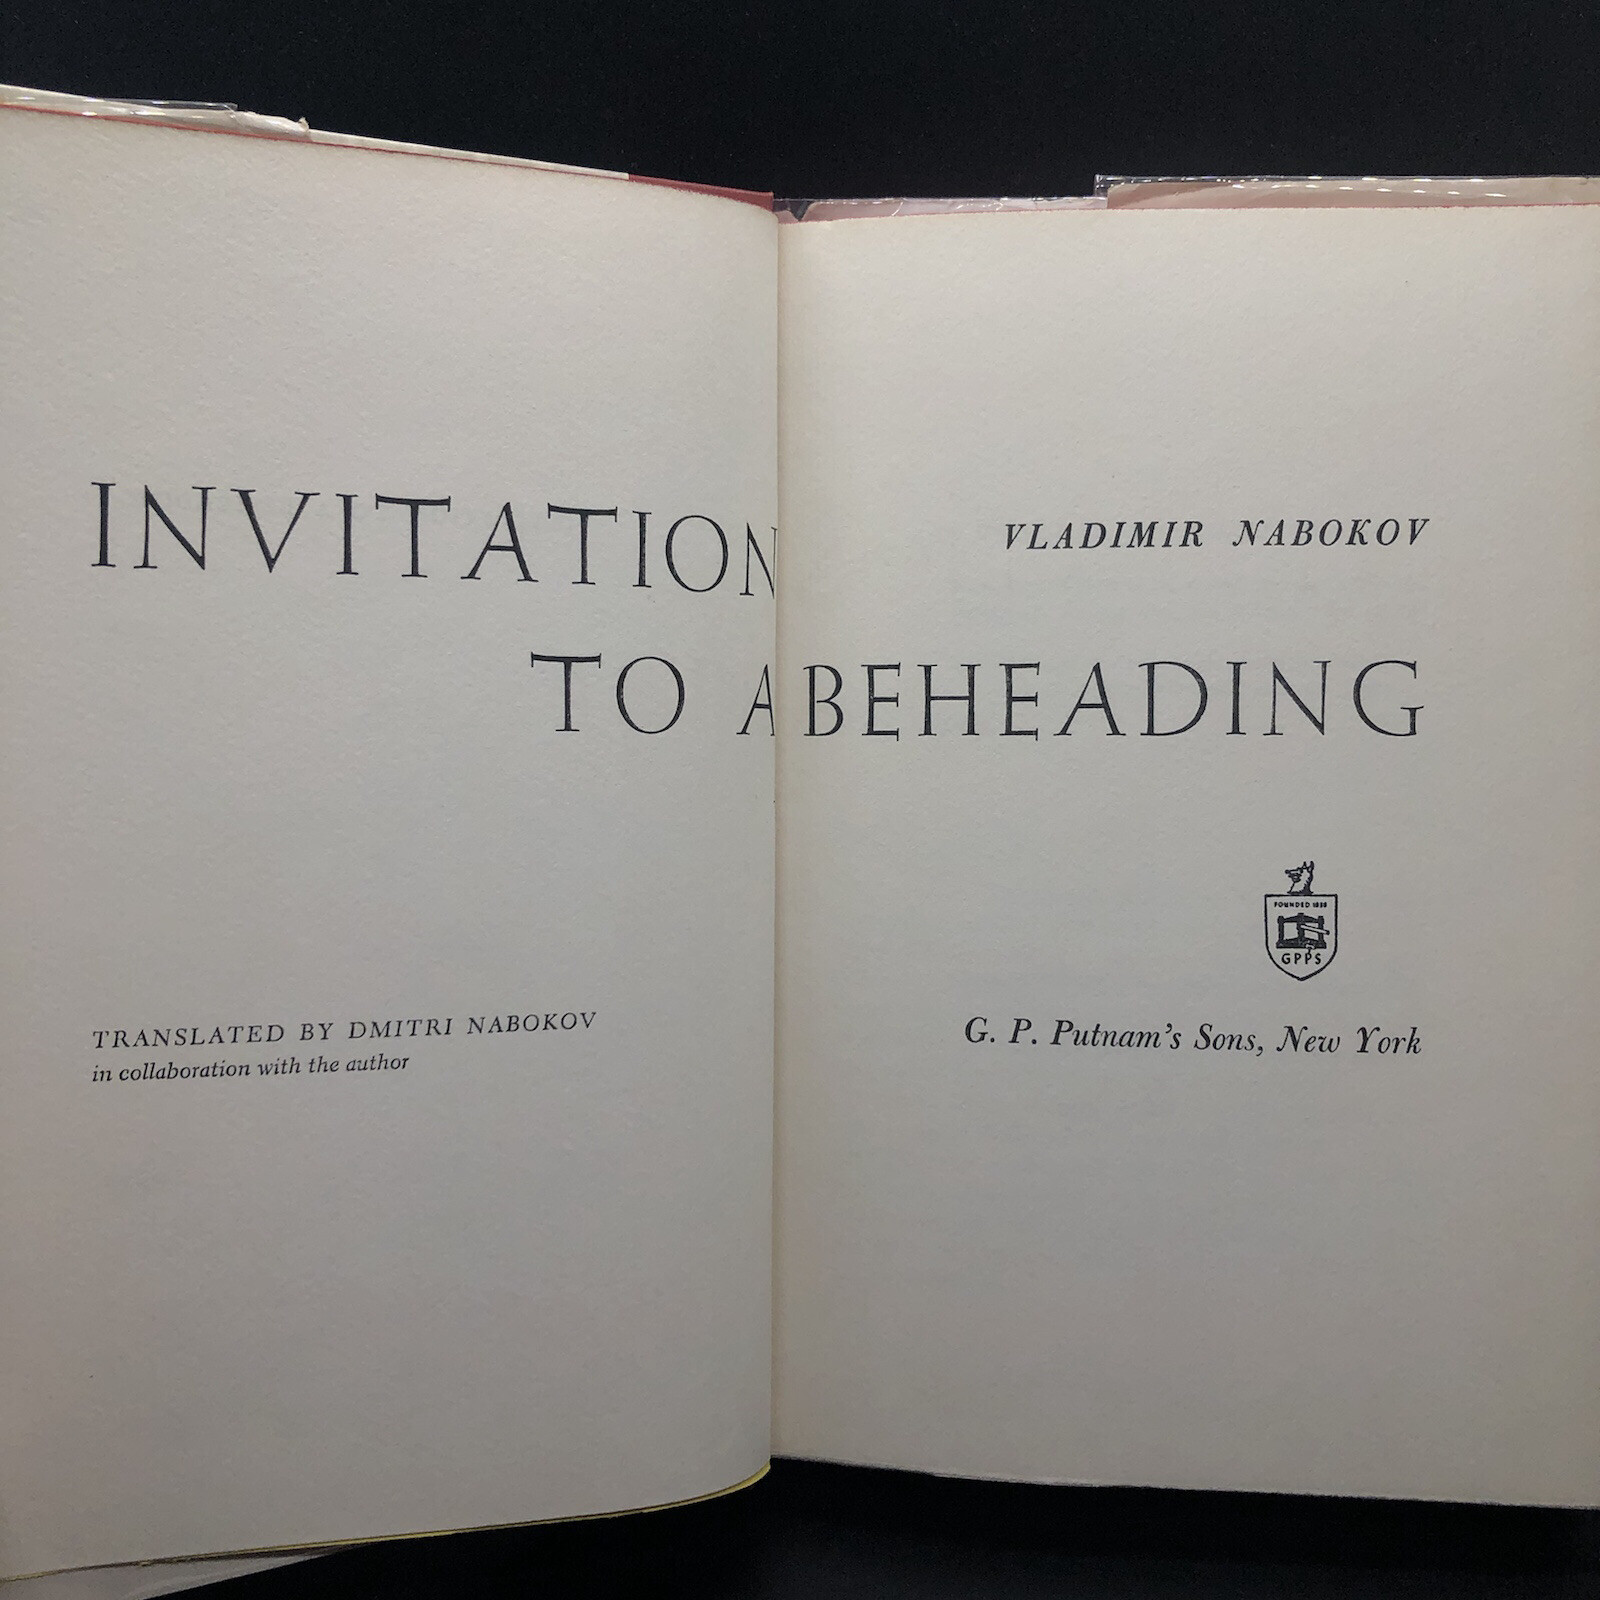 INVITATION
TO A BEHEADING
VLADIMIR NABOKOV
TRANSLATED BY DMITRI NABOKOV
in collaboration with the author
FOUNDED
GPPS
G. P. Putnam's Sons, New York